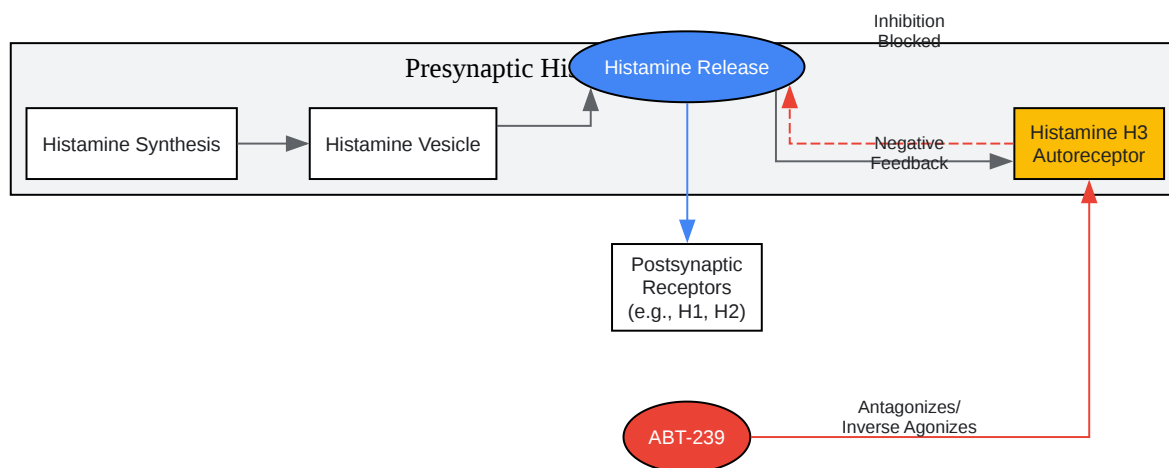 Inhibition
Blocked
Presynaptic His
Histamine Release
Histamine Synthesis
Histamine Vesicle
Negative
Feedback
Histamine H3
Autoreceptor
Postsynaptic
Receptors
(e.g., H1, H2)
Antagonizes/
Inverse Agonizes
ABT-239